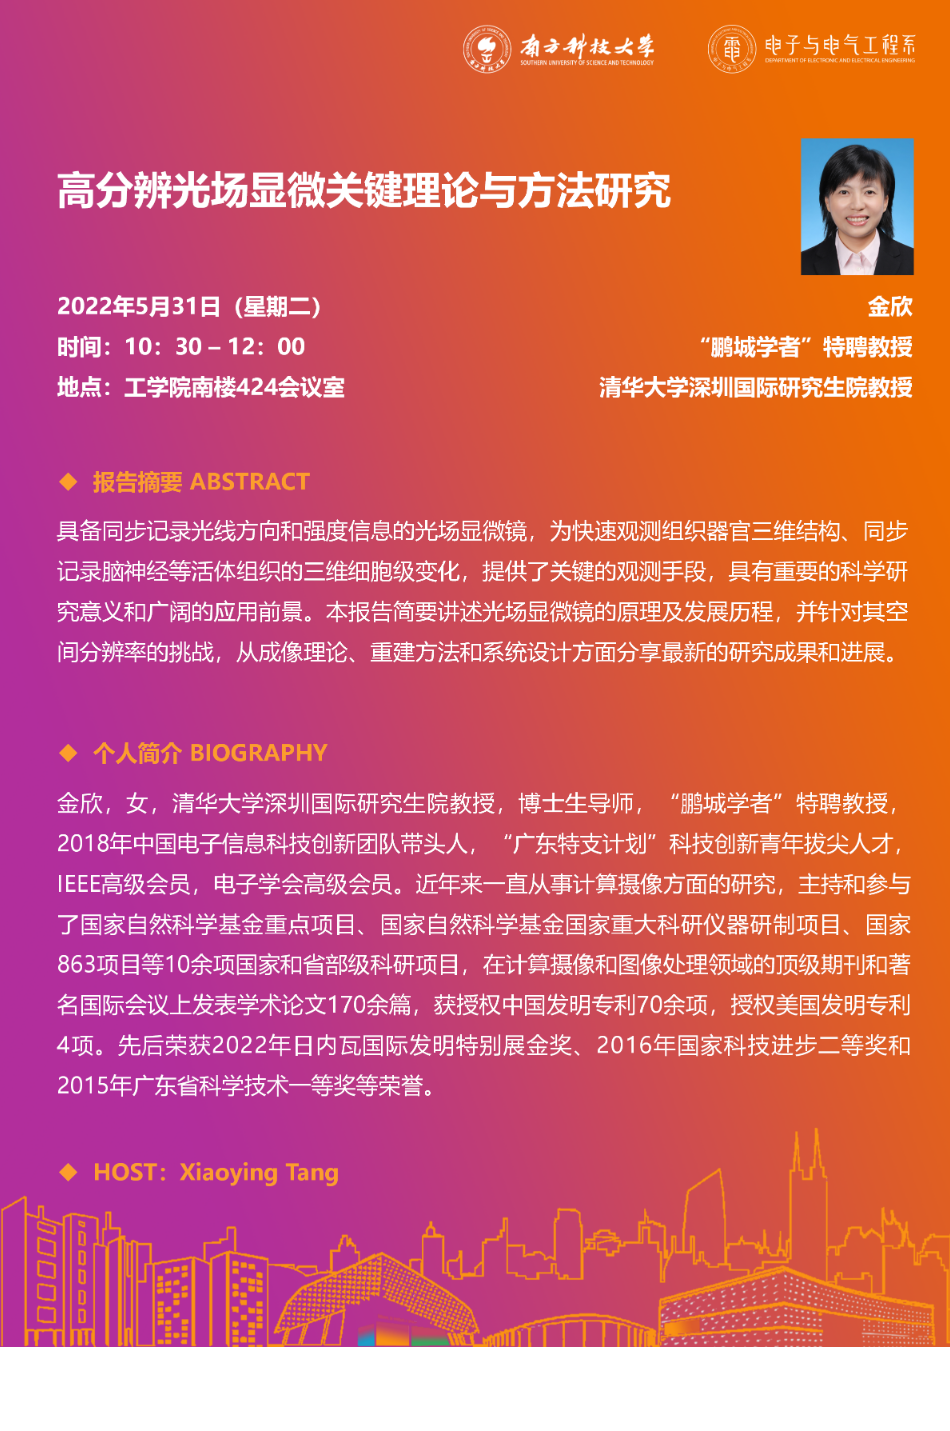 南方科技大学
SOUTHERN UNIVERSITY OF SCIENCE AND TECHNOLOGY
電
电子与电气工程系
DEPARTMENT OF ELECTRONIC AND ELECTRICAL ENGINEERING
高分辨光场显微关键理论与方法研究
2022年5月31日（星期二）
时间：10：30 – 12：00
地点：工学院南楼424会议室
金欣
“鹏城学者”特聘教授
清华大学深圳国际研究生院教授
◆ 报告摘要 ABSTRACT
具备同步记录光线方向和强度信息的光场显微镜，为快速观测组织器官三维结构、同步
记录脑神经等活体组织的三维细胞级变化，提供了关键的观测手段，具有重要的科学研
究意义和广阔的应用前景。本报告简要讲述光场显微镜的原理及发展历程，并针对其空
间分辨率的挑战，从成像理论、重建方法和系统设计方面分享最新的研究成果和进展。
◆ 个人简介 BIOGRAPHY
金欣，女，清华大学深圳国际研究生院教授，博士生导师，“鹏城学者”特聘教授，
2018年中国电子信息科技创新团队带头人，“广东特支计划”科技创新青年拔尖人才，
IEEE高级会员，电子学会高级会员。近年来一直从事计算摄像方面的研究，主持和参与
了国家自然科学基金重点项目、国家自然科学基金国家重大科研仪器研制项目、国家
863项目等10余项国家和省部级科研项目，在计算摄像和图像处理领域的顶级期刊和著
名国际会议上发表学术论文170余篇，获授权中国发明专利70余项，授权美国发明专利
4项。先后荣获2022年日内瓦国际发明特别展金奖、2016年国家科技进步二等奖和
2015年广东省科学技术一等奖等荣誉。
◆ HOST：Xiaoying Tang